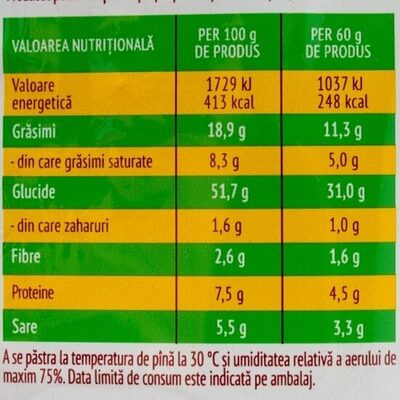 VALOAREA NUTRIȚIONALĂ
PER 100 g DE PRODUS
PER 60 g DE PRODUS
Valoare energetică 1729 kJ 413 kcal 1037 kJ 248 kcal
Grăsimi 18,9 g 11,3 g
- din care grăsimi saturate 8,3 g 5,0 g
Glucide 51,7 g 31,0 g
- din care zaharuri 1,6 g 1,0 g
Fibre 2,6 g 1,6 g
Proteine 7,5 g 4,5 g
Sare 5,5 g 3,3 g
A se păstra la temperatura de pînă la 30 °C și umiditatea relativă a aerului de
maxim 75%. Data limită de consum este indicată pe ambalaj.